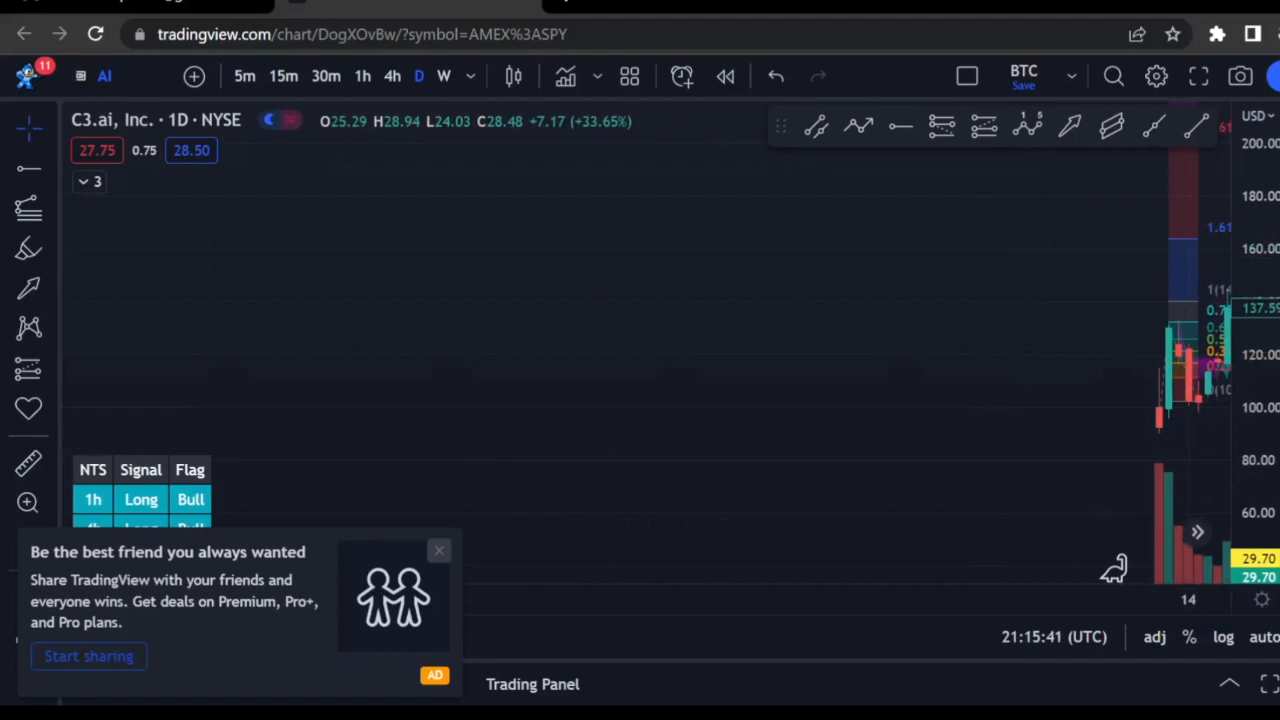 tradingview.com/chart/DogXOvBw/?symbol=AMEX%3ASPY
11
AI
5m 15m 30m 1h 4h D W
BTC
Save
C3.ai, Inc. · 1D · NYSE
O25.29 H28.94 L24.03 C28.48 +7.17 (+33.65%)
27.75 0.75 28.50
3
USD
200.00
180.00
1.61
160.00
137.59
120.00
100.00
80.00
60.00
29.70
29.70
NTS Signal Flag
1h Long Bull
Be the best friend you always wanted
Share TradingView with your friends and
everyone wins. Get deals on Premium, Pro+,
and Pro plans.
Start sharing
AD
14
21:15:41 (UTC)
adj % log auto
Trading Panel